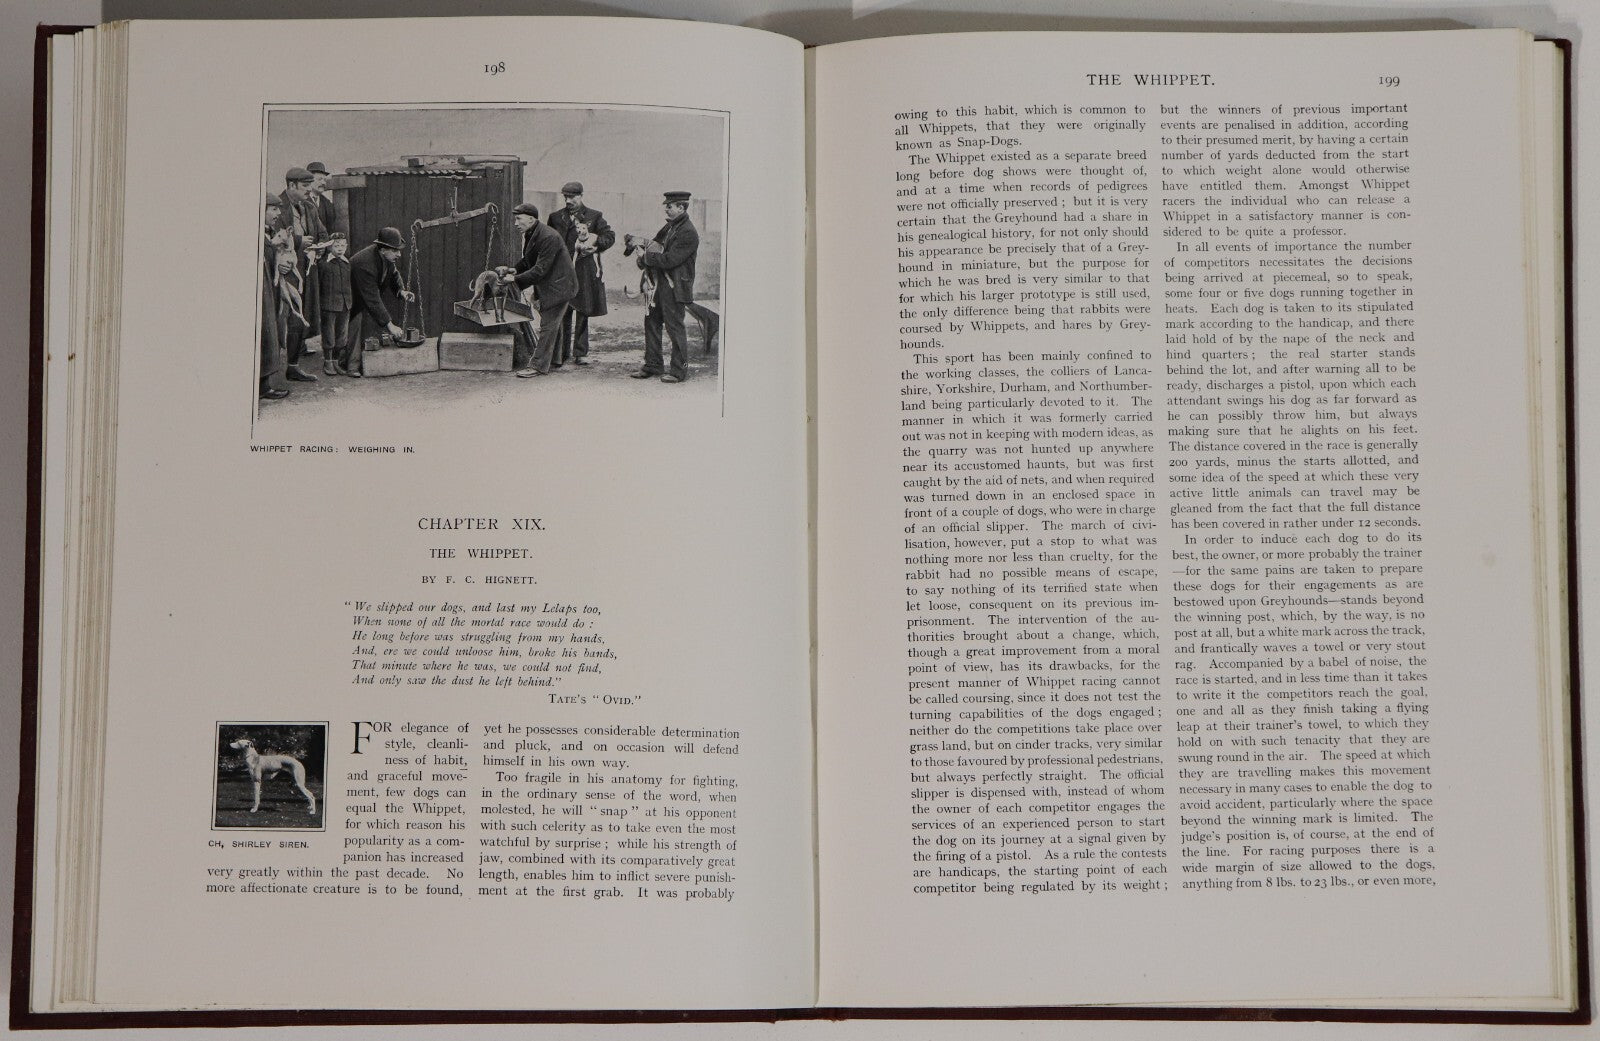 198
WHIPPET RACING: WEIGHING IN.
CHAPTER XIX.
THE WHIPPET.
BY F. C. HIGNETT.
" We slipped our dogs, and last my Lelaps too,
When none of all the mortal race would do :
He long before was struggling from my hands,
And, ere we could unloose him, broke his bands,
That minute where he was, we could not find,
And only saw the dust he left behind."
TATE'S " OVID."
CH. SHIRLEY SIREN.
FOR elegance of
style, cleanli-
ness of habit,
and graceful move-
ment, few dogs can
equal the Whippet,
for which reason his
popularity as a com-
panion has increased
very greatly within the past decade. No
more affectionate creature is to be found,
yet he possesses considerable determination
and pluck, and on occasion will defend
himself in his own way.
Too fragile in his anatomy for fighting,
in the ordinary sense of the word, when
molested, he will " snap " at his opponent
with such celerity as to take even the most
watchful by surprise ; while his strength of
jaw, combined with its comparatively great
length, enables him to inflict severe punish-
ment at the first grab. It was probably
THE WHIPPET.
199
owing to this habit, which is common to
all Whippets, that they were originally
known as Snap-Dogs.
The Whippet existed as a separate breed
long before dog shows were thought of,
and at a time when records of pedigrees
were not officially preserved ; but it is very
certain that the Greyhound had a share in
his genealogical history, for not only should
his appearance be precisely that of a Grey-
hound in miniature, but the purpose for
which he was bred is very similar to that
for which his larger prototype is still used,
the only difference being that rabbits were
coursed by Whippets, and hares by Grey-
hounds.
This sport has been mainly confined to
the working classes, the colliers of Lanca-
shire, Yorkshire, Durham, and Northumber-
land being particularly devoted to it. The
manner in which it was formerly carried
out was not in keeping with modern ideas, as
the quarry was not hunted up anywhere
near its accustomed haunts, but was first
caught by the aid of nets, and when required
was turned down in an enclosed space in
front of a couple of dogs, who were in charge
of an official slipper. The march of civi-
lisation, however, put a stop to what was
nothing more nor less than cruelty, for the
rabbit had no possible means of escape,
to say nothing of its terrified state when
let loose, consequent on its previous im-
prisonment. The intervention of the au-
thorities brought about a change, which,
though a great improvement from a moral
point of view, has its drawbacks, for the
present manner of Whippet racing cannot
be called coursing, since it does not test the
turning capabilities of the dogs engaged ;
neither do the competitions take place over
grass land, but on cinder tracks, very similar
to those favoured by professional pedestrians,
but always perfectly straight. The official
slipper is dispensed with, instead of whom
the owner of each competitor engages the
services of an experienced person to start
the dog on its journey at a signal given by
the firing of a pistol. As a rule the contests
are handicaps, the starting point of each
competitor being regulated by its weight ;
but the winners of previous important
events are penalised in addition, according
to their presumed merit, by having a certain
number of yards deducted from the start
to which weight alone would otherwise
have entitled them. Amongst Whippet
racers the individual who can release a
Whippet in a satisfactory manner is con-
sidered to be quite a professor.
In all events of importance the number
of competitors necessitates the decisions
being arrived at piecemeal, so to speak,
some four or five dogs running together in
heats. Each dog is taken to its stipulated
mark according to the handicap, and there
laid hold of by the nape of the neck and
hind quarters ; the real starter stands
behind the lot, and after warning all to be
ready, discharges a pistol, upon which each
attendant swings his dog as far forward as
he can possibly throw him, but always
making sure that he alights on his feet.
The distance covered in the race is generally
200 yards, minus the starts allotted, and
some idea of the speed at which these very
active little animals can travel may be
gleaned from the fact that the full distance
has been covered in rather under 12 seconds.
In order to induce each dog to do its
best, the owner, or more probably the trainer
—for the same pains are taken to prepare
these dogs for their engagements as are
bestowed upon Greyhounds—stands beyond
the winning post, which, by the way, is no
post at all, but a white mark across the track,
and frantically waves a towel or very stout
rag. Accompanied by a babel of noise, the
race is started, and in less time than it takes
to write it the competitors reach the goal,
one and all as they finish taking a flying
leap at their trainer's towel, to which they
hold on with such tenacity that they are
swung round in the air. The speed at which
they are travelling makes this movement
necessary in many cases to enable the dog to
avoid accident, particularly where the space
beyond the winning mark is limited. The
judge's position is, of course, at the end of
the line. For racing purposes there is a
wide margin of size allowed to the dogs,
anything from 8 lbs. to 23 lbs., or even more,